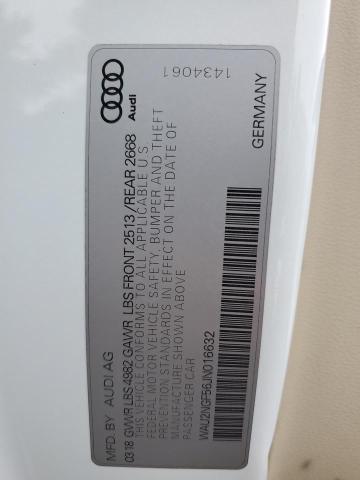 MFD. BY AUDI AG
0318 GVWR LBS 4982 GAWR LBS FRONT 2513 /REAR 2668
THIS VEHICLE CONFORMS TO ALL APPLICABLE U S
FEDERAL MOTOR VEHICLE SAFETY, BUMPER AND THEFT
PREVENTION STANDARDS IN EFFECT ON THE DATE OF
MANUFACTURE SHOWN ABOVE
PASSENGER CAR
WAU2NGF56JN016632
Audi
1434061
GERMANY